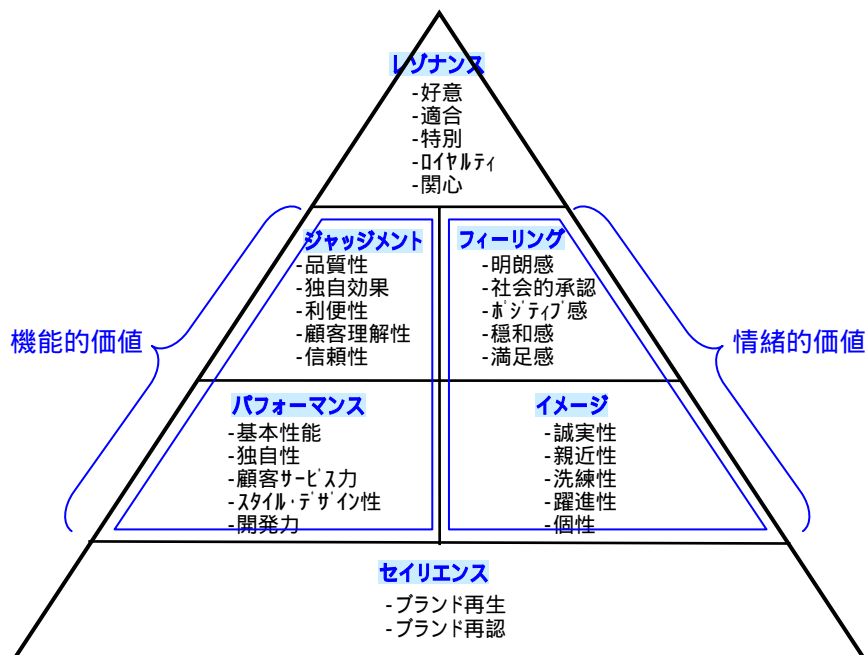 レゾナンス
-好意
-適合
-特別
-ﾛｲﾔﾙﾃｨ
-関心
ジャッジメント
-品質性
-独自効果
-利便性
-顧客理解性
-信頼性
フィーリング
-明朗感
-社会的承認
-ﾎﾟｼﾞﾃｨﾌﾞ感
-穏和感
-満足感
機能的価値
情緒的価値
パフォーマンス
-基本性能
-独自性
-顧客ｻｰﾋﾞｽ力
-ｽﾀｲﾙ・ﾃﾞｻﾞｲﾝ性
-開発力
イメージ
-誠実性
-親近性
-洗練性
-躍進性
-個性
セイリエンス
-ブランド再生
-ブランド再認